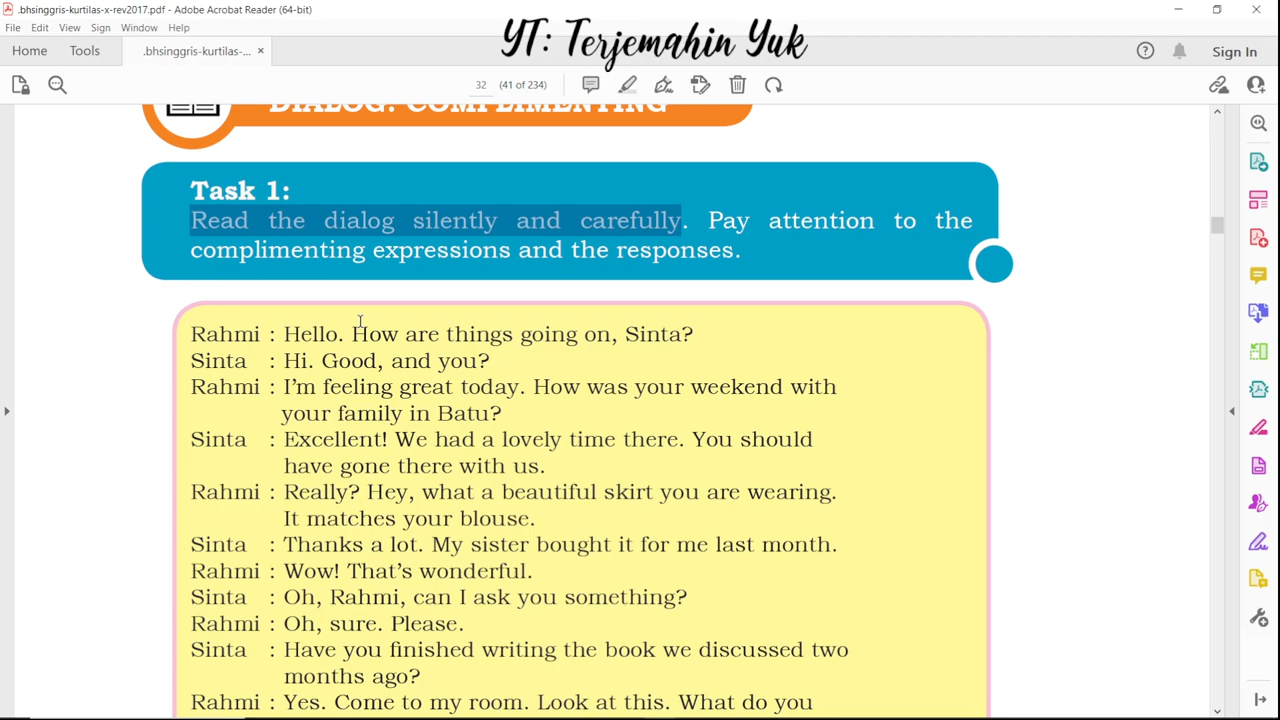 .bhsinggris-kurtilas-x-rev2017.pdf - Adobe Acrobat Reader (64-bit)
File Edit View Sign Window Help
YT: Terjemahin Yuk
Home Tools .bhsinggris-kurtilas-... × Sign In
32 (41 of 234)
DIALOG: COMPLIMENTING
Task 1:
Read the dialog silently and carefully. Pay attention to the
complimenting expressions and the responses.
Rahmi : Hello. How are things going on, Sinta?
Sinta : Hi. Good, and you?
Rahmi : I'm feeling great today. How was your weekend with
your family in Batu?
Sinta : Excellent! We had a lovely time there. You should
have gone there with us.
Rahmi : Really? Hey, what a beautiful skirt you are wearing.
It matches your blouse.
Sinta : Thanks a lot. My sister bought it for me last month.
Rahmi : Wow! That's wonderful.
Sinta : Oh, Rahmi, can I ask you something?
Rahmi : Oh, sure. Please.
Sinta : Have you finished writing the book we discussed two
months ago?
Rahmi : Yes. Come to my room. Look at this. What do you